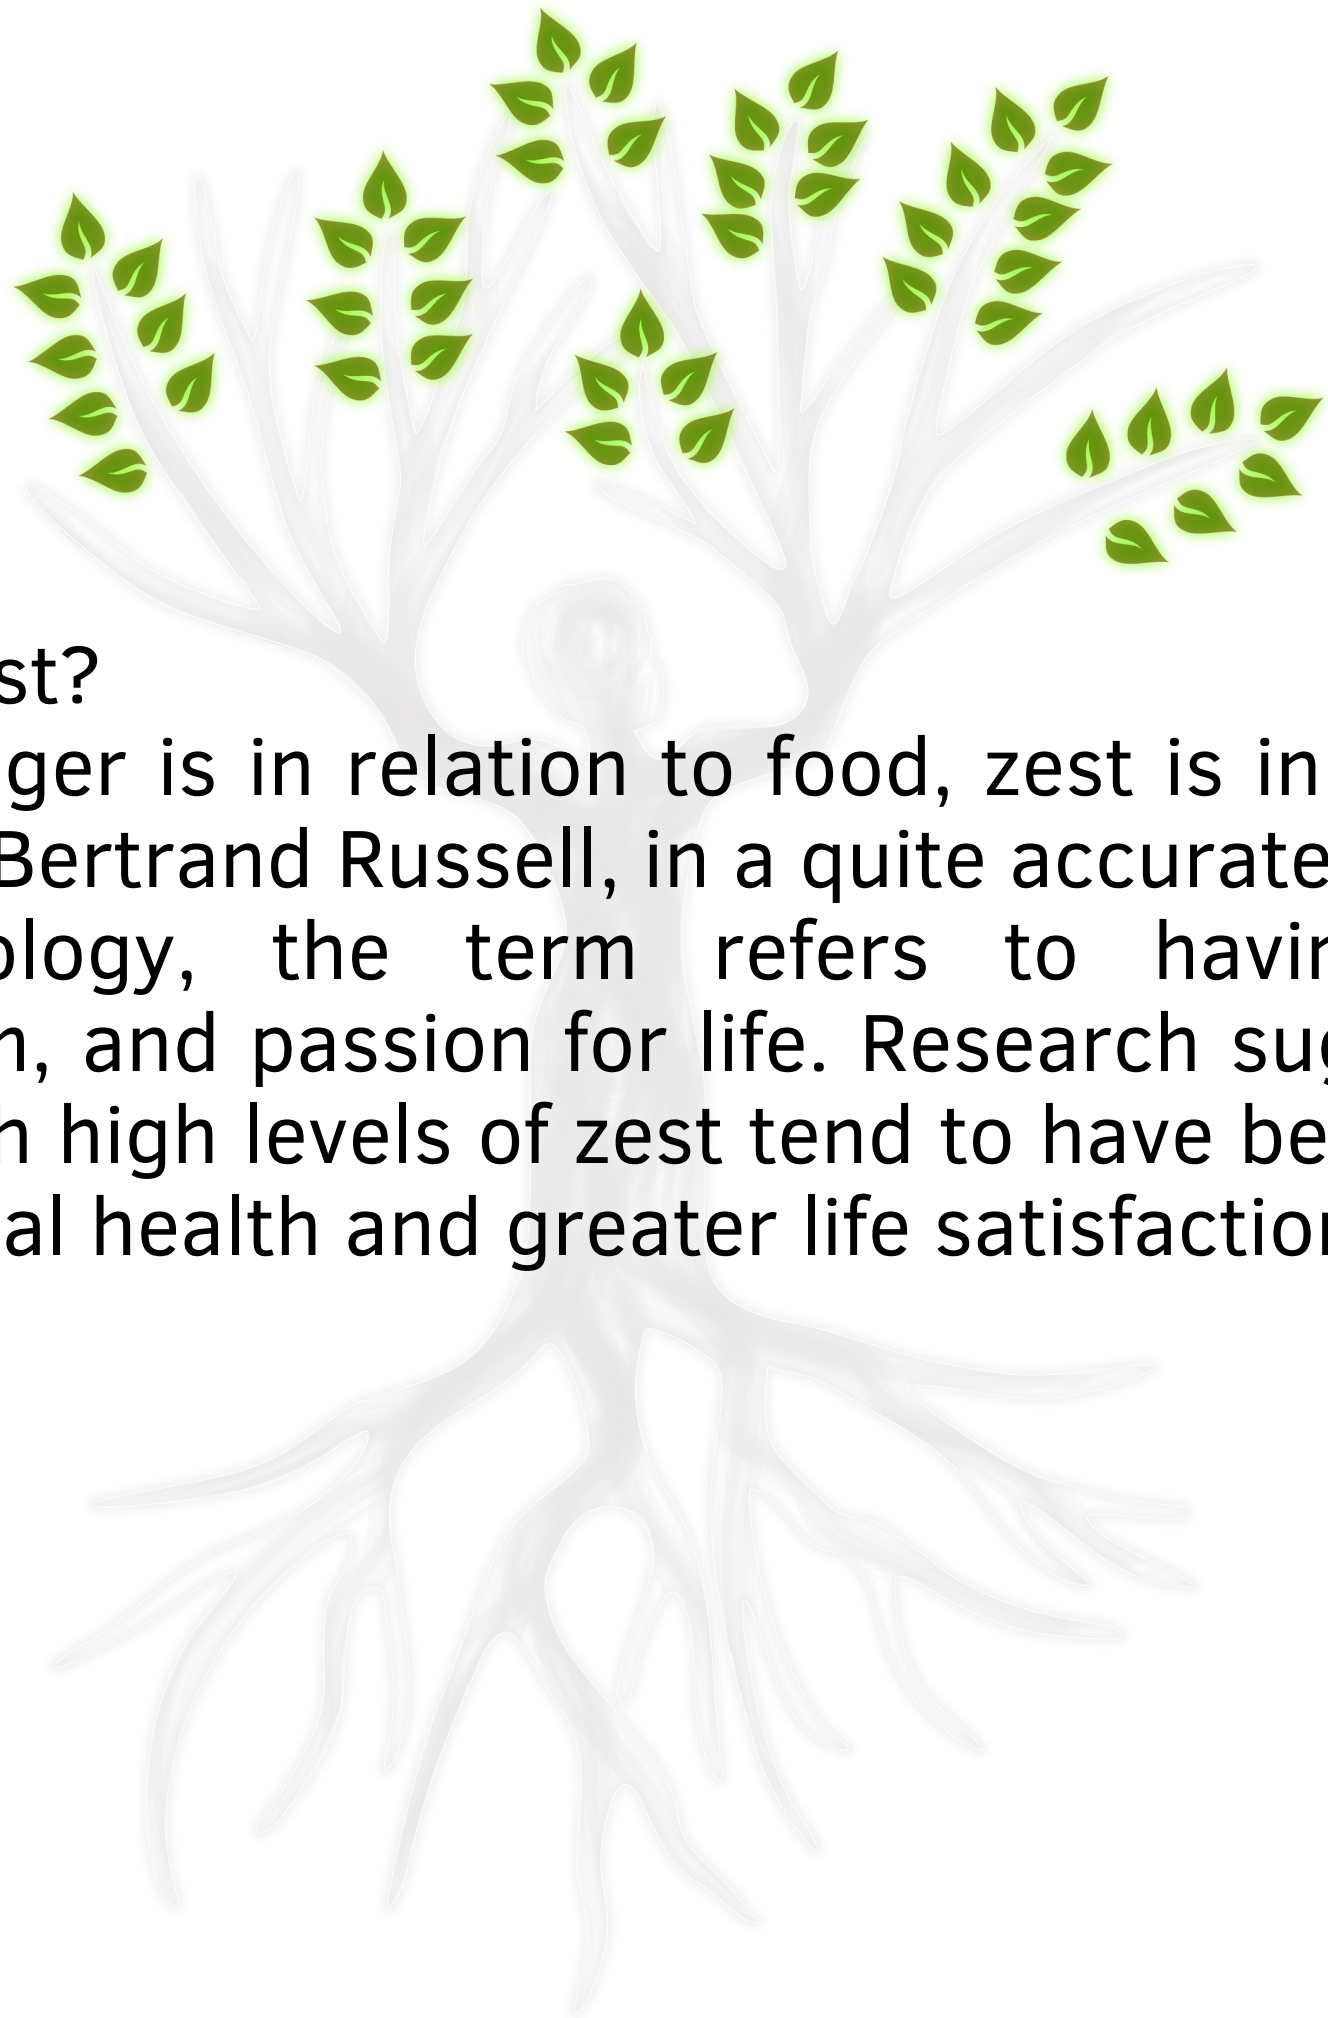 st?
ger is in relation to food, zest is in
Bertrand Russell, in a quite accurate
ology, the term refers to havin
n, and passion for life. Research sug
h high levels of zest tend to have be
al health and greater life satisfaction